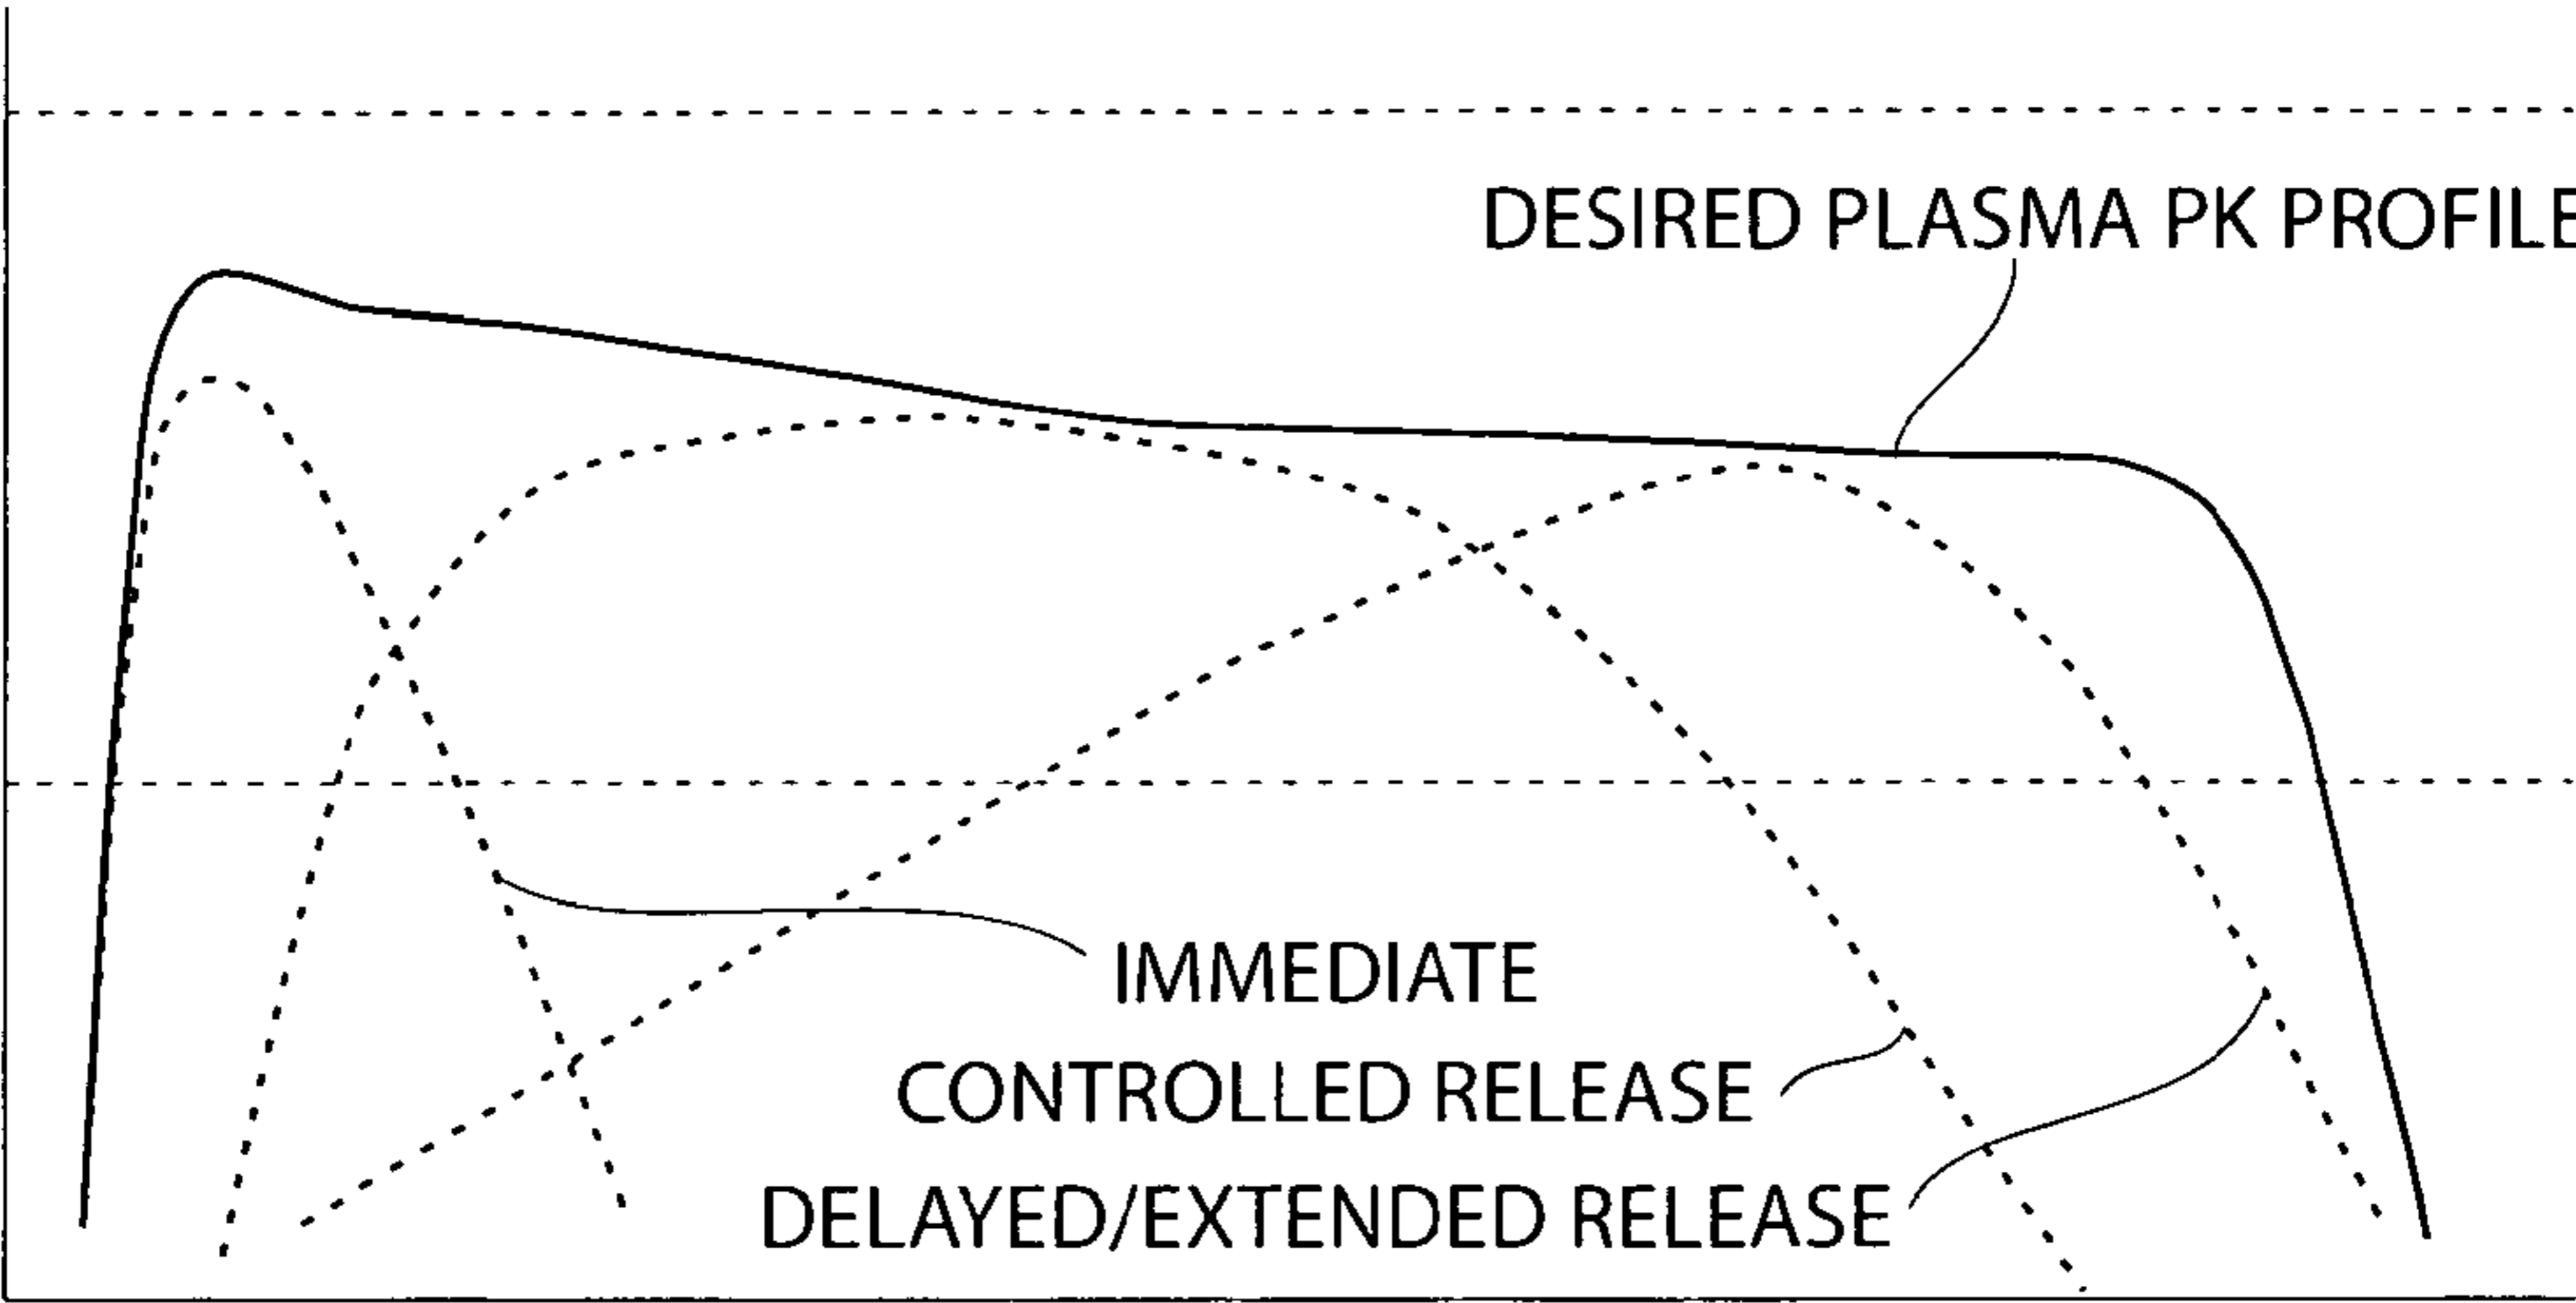 DESIRED PLASMA PK PROFILE
IMMEDIATE
CONTROLLED RELEASE
DELAYED/EXTENDED RELEASE